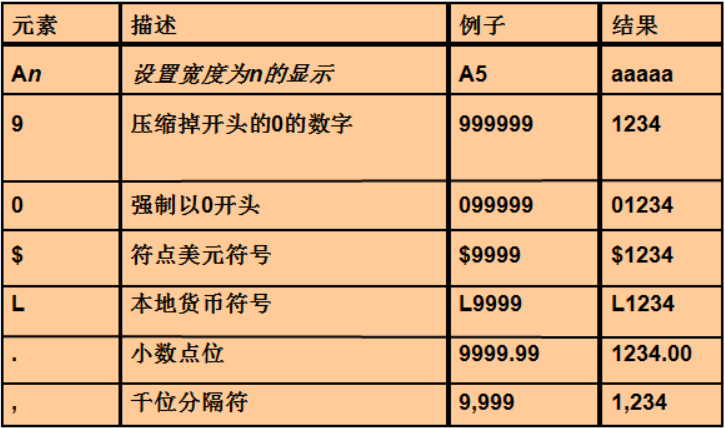 元素 描述 例子 结果
An 设置宽度为n的显示 A5 aaaaa
9 压缩掉开头的0的数字 999999 1234
0 强制以0开头 099999 01234
$ 符点美元符号 $9999 $1234
L 本地货币符号 L9999 L1234
. 小数点位 9999.99 1234.00
, 千位分隔符 9,999 1,234